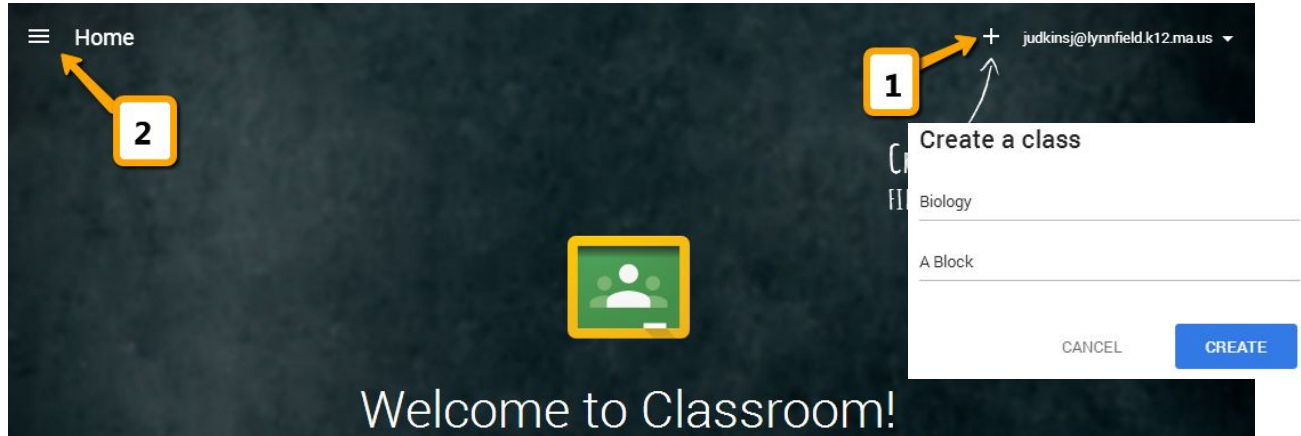 Home
judkinsj@lynnfield.k12.ma.us
1
2
Create a class
Biology
A Block
CANCEL
CREATE
Welcome to Classroom!